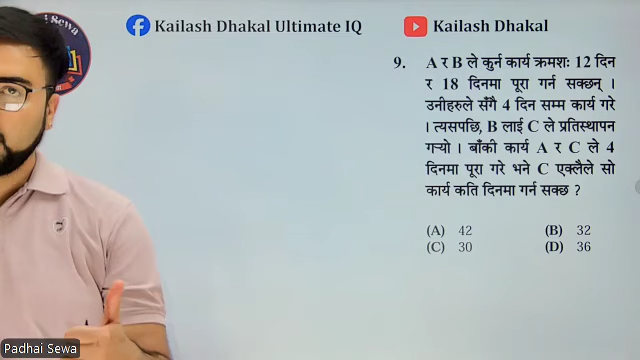 Sewa
Kailash Dhakal Ultimate IQ
Kailash Dhakal
9. A र B ले कुनै कार्य क्रमशः 12 दिन
र 18 दिनमा पूरा गर्न सक्छन् ।
उनीहरुले सँगै 4 दिन सम्म कार्य गरे
। त्यसपछि, B लाई C ले प्रतिस्थापन
गऱ्यो । बाँकी कार्य A र C ले 4
दिनमा पूरा गरे भने C एक्लैले सो
कार्य कति दिनमा गर्न सक्छ ?
(A) 42 (B) 32
(C) 30 (D) 36
Padhai Sewa